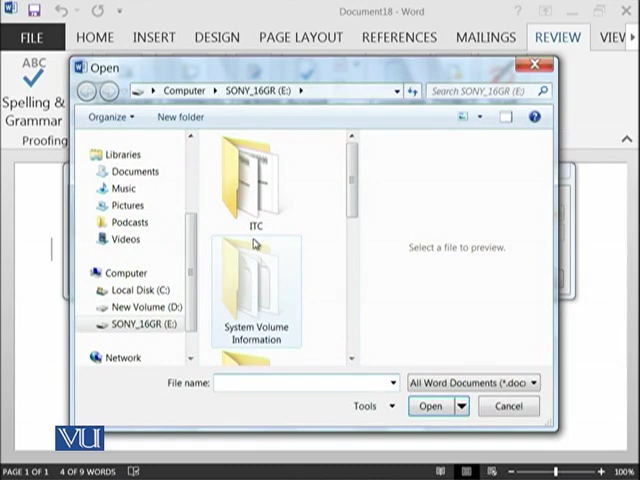 Document18 - Word
FILE HOME INSERT DESIGN PAGE LAYOUT REFERENCES MAILINGS REVIEW VIEW
ABC
Spelling &
Grammar
Proofing
Open
Computer SONY_16GR (E:)
Search SONY_16GR (E:)
Organize New folder
Libraries
Documents
Music
Pictures
Podcasts
Videos
Computer
Local Disk (C:)
New Volume (D:)
SONY_16GR (E:)
Network
ITC
System Volume
Information
Select a file to preview.
File name:
All Word Documents (*.doc
Tools Open Cancel
VU
PAGE 1 OF 1 4 OF 9 WORDS 100%